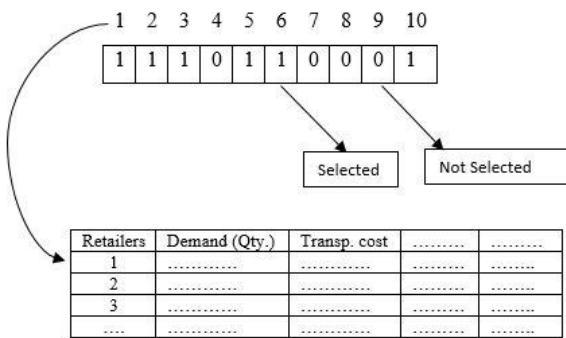 1 2 3 4 5 6 7 8 9 10
1 1 1 0 1 1 0 0 0 1
Selected Not Selected
Retailers Demand (Qty.) Transp. cost ……… ………
1 ………… ………… ……… ……..
2 ………… ………… ……… ……..
3 ………… ………… ……… ……..
…. ………… ………… ……… ……..